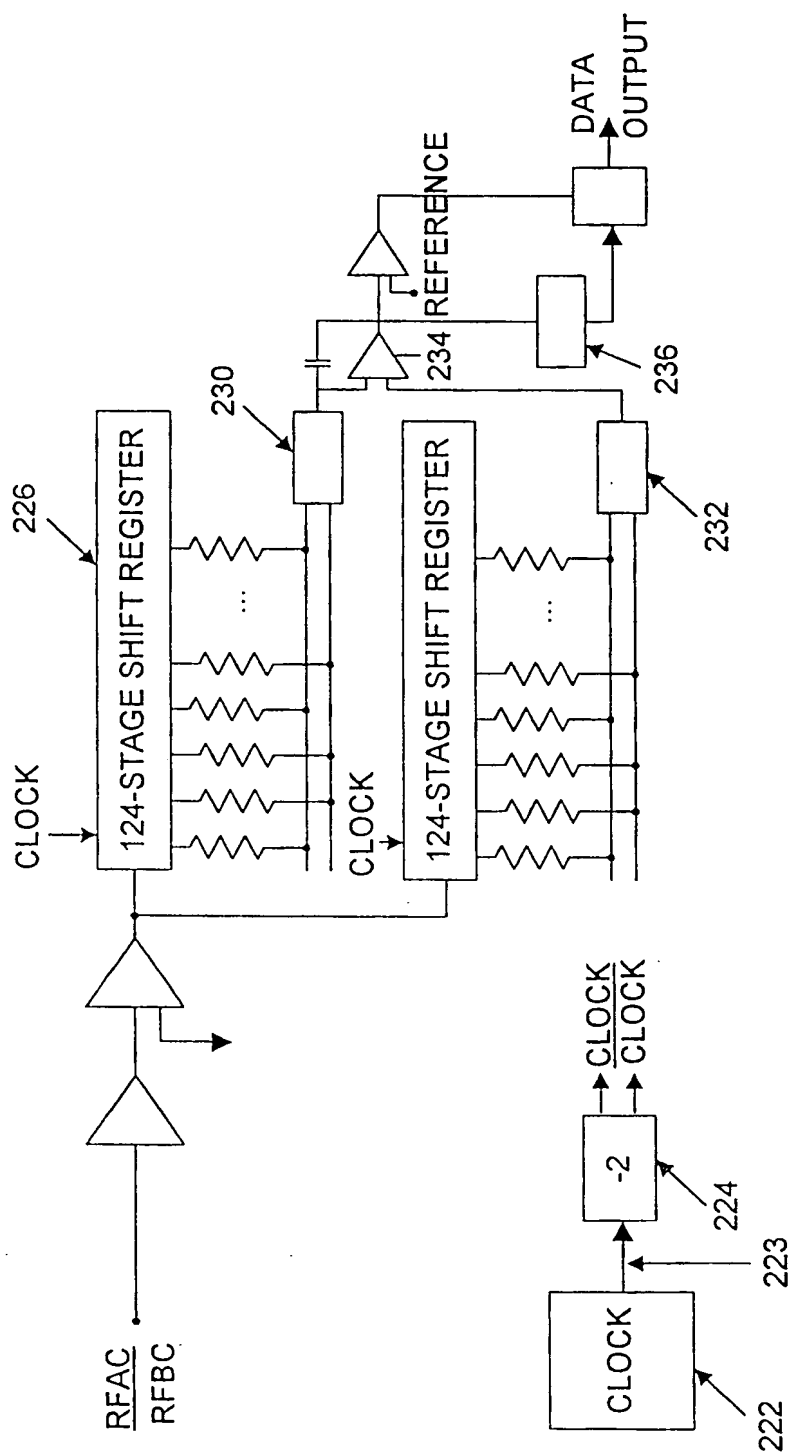 RFAC
RFBC
CLOCK
226
124-STAGE SHIFT REGISTER
...
230
CLOCK
124-STAGE SHIFT REGISTER
...
232
234
REFERENCE
236
DATA
OUTPUT
CLOCK
222
223
-2
224
CLOCK
CLOCK